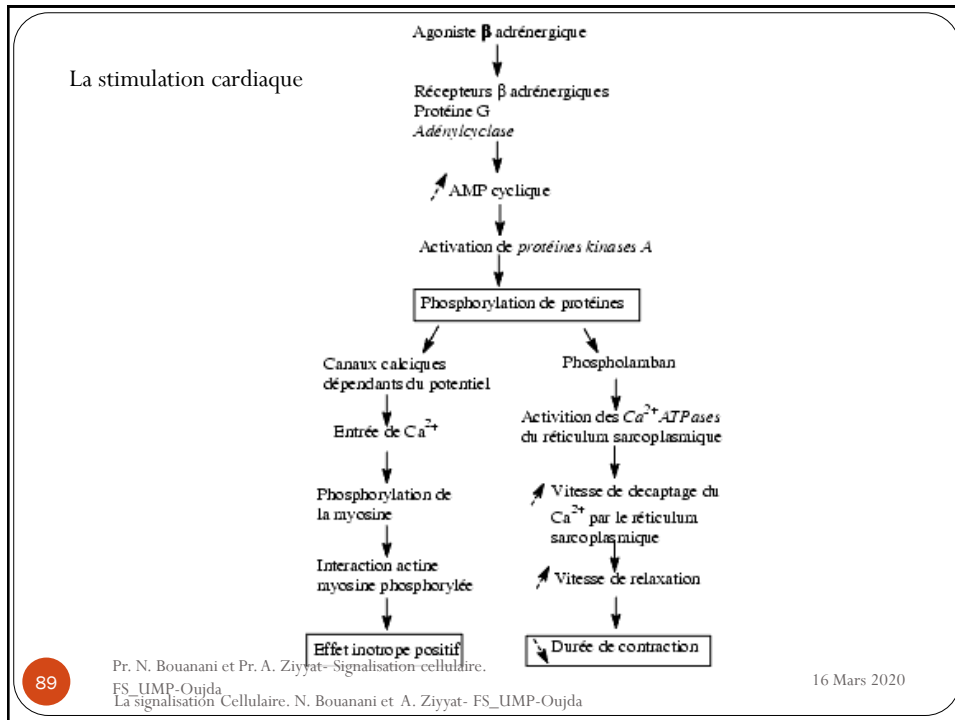 La stimulation cardiaque
Agoniste β adrénergique
Récepteurs β adrénergiques
Protéine G
Adénylcyclase
AMP cyclique
Activation de protéines kinases A
Phosphorylation de protéines
Canaux calciques
dépendants du potentiel
Entrée de Ca2+
Phosphorylation de
la myosine
Interaction actine
myosine phosphorylée
Effet inotrope positif
Phospholamban
Activition des Ca2+ ATPases
du réticulum sarcoplasmique
Vitesse de decaptage du
Ca2+ par le réticulum
sarcoplasmique
Vitesse de relaxation
Durée de contraction
89
Pr. N. Bouanani et Pr. A. Ziyyat- Signalisation cellulaire.
FS_UMP-Oujda
La signalisation Cellulaire. N. Bouanani et A. Ziyyat- FS_UMP-Oujda
16 Mars 2020